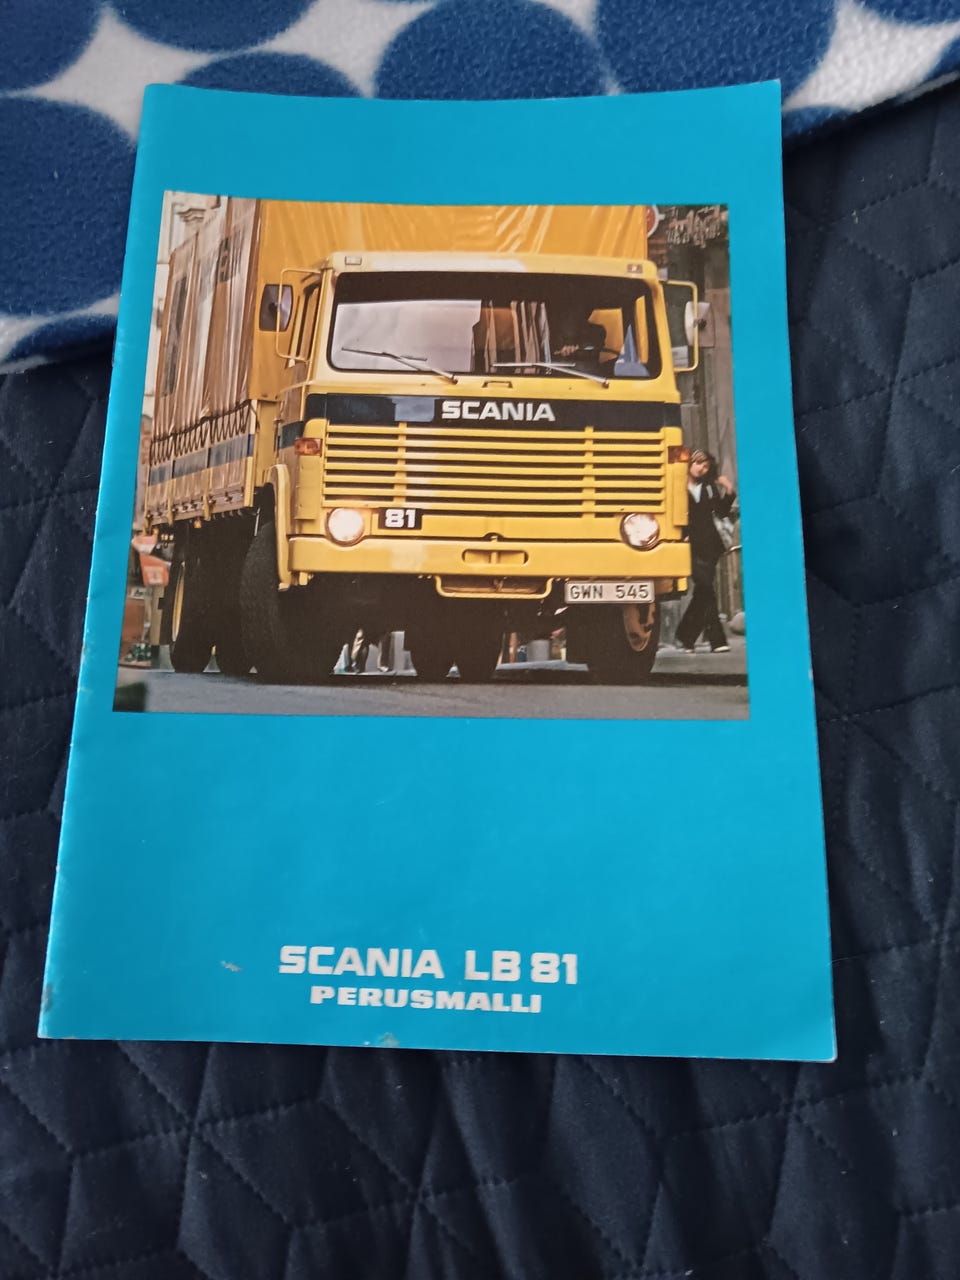 SCANIA
81
GWN 545
SCANIA LB 81
PERUSMALLI